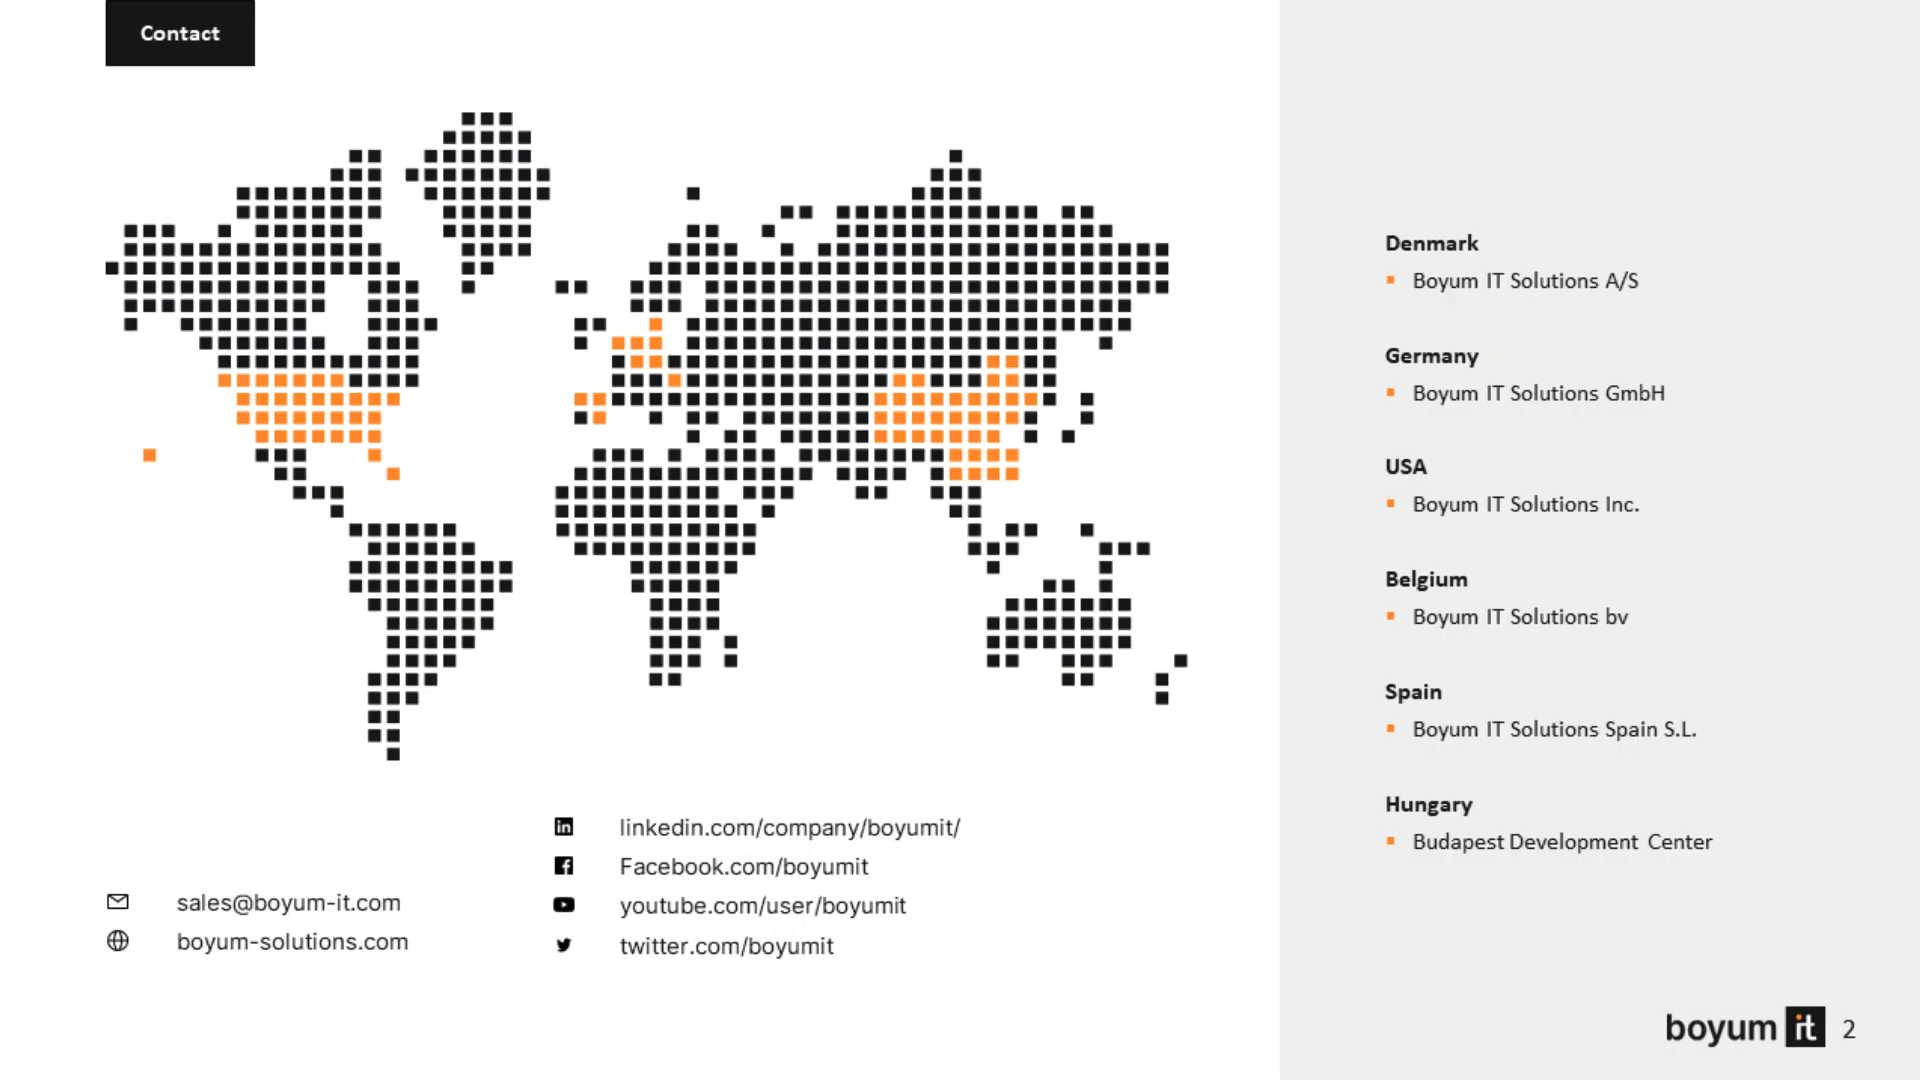 Contact
linkedin.com/company/boyumit/
Facebook.com/boyumit
youtube.com/user/boyumit
twitter.com/boyumit
sales@boyum-it.com
boyum-solutions.com
Denmark
Boyum IT Solutions A/S
Germany
Boyum IT Solutions GmbH
USA
Boyum IT Solutions Inc.
Belgium
Boyum IT Solutions bv
Spain
Boyum IT Solutions Spain S.L.
Hungary
Budapest Development Center
boyum it 2